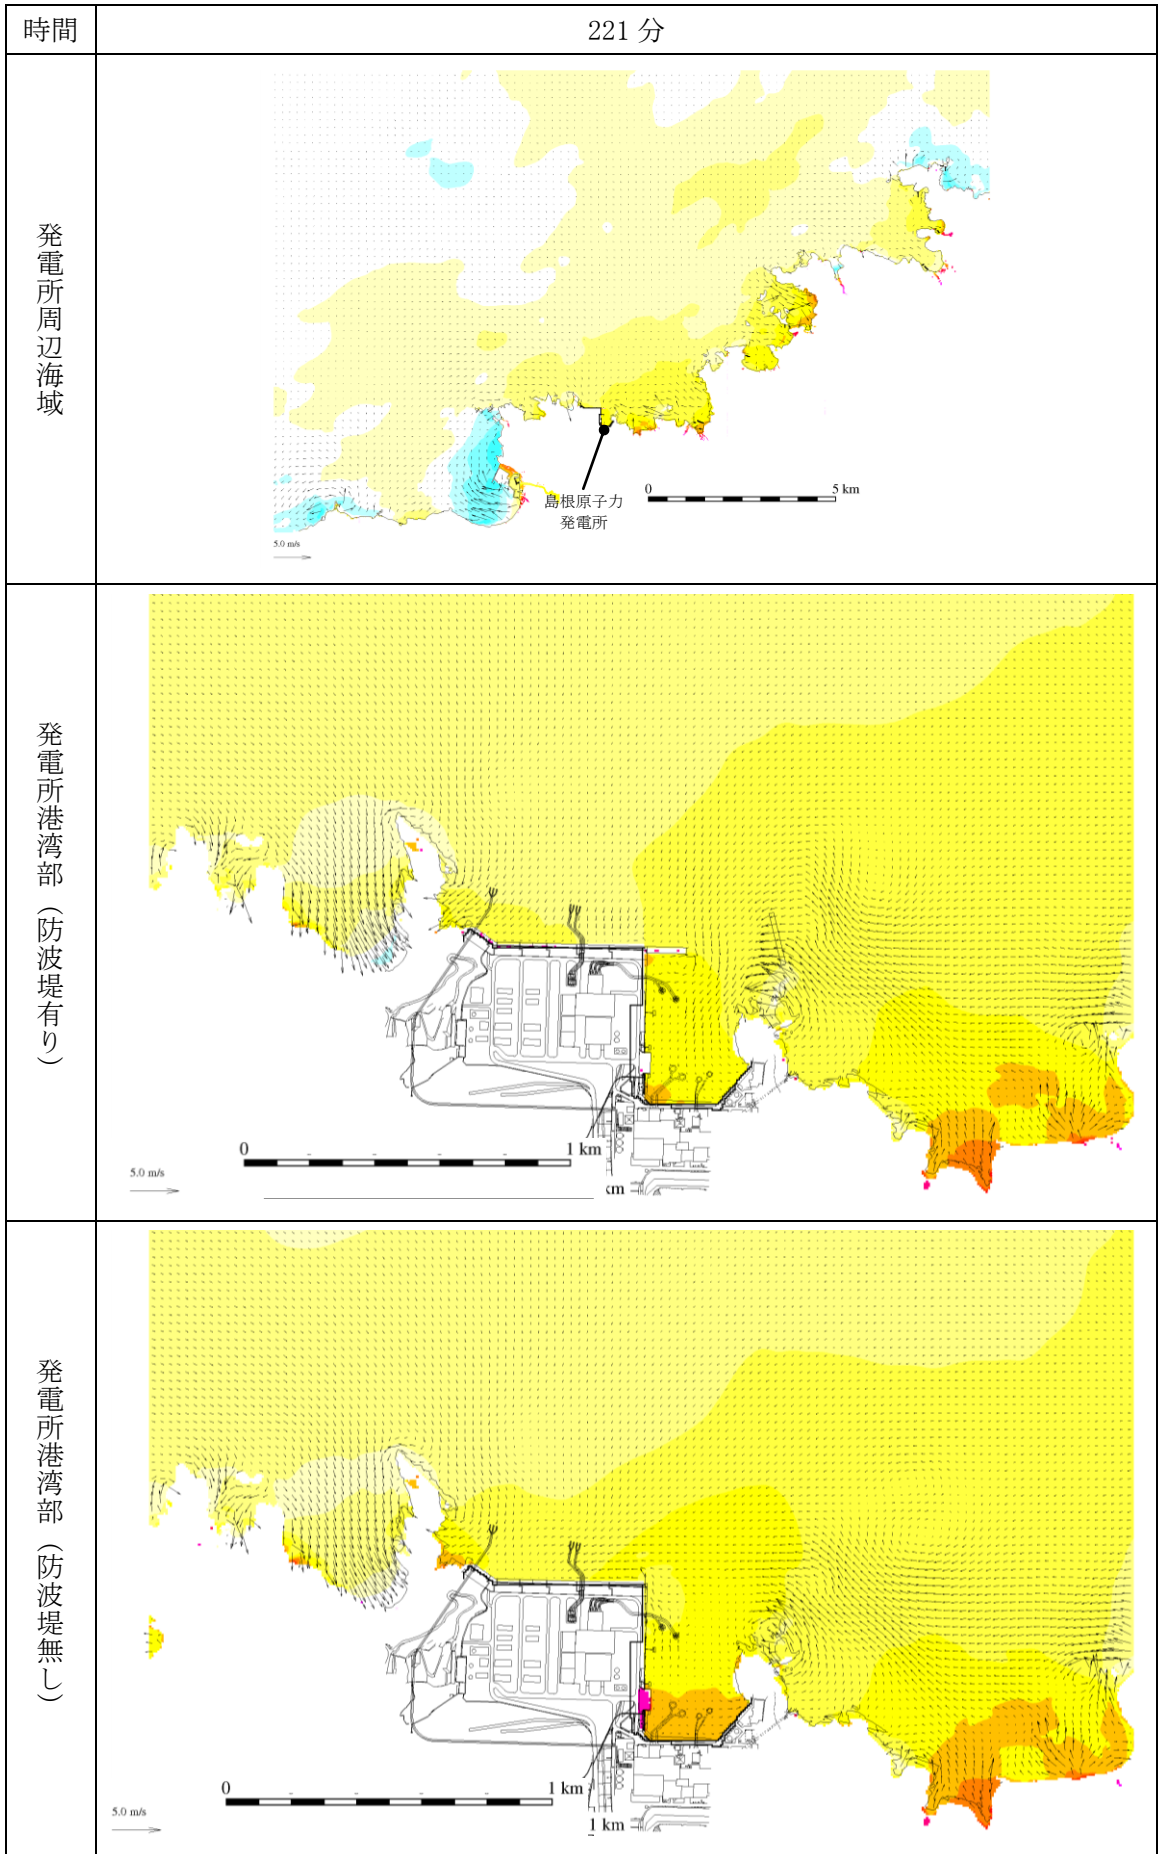 時間
221 分
発電所周辺海域
島根原子力
発電所
0
5 km
5.0 m/s
発電所港湾部（防波堤有り）
0
1 km
km
5.0 m/s
発電所港湾部（防波堤無し）
0
1 km
1 km
5.0 m/s